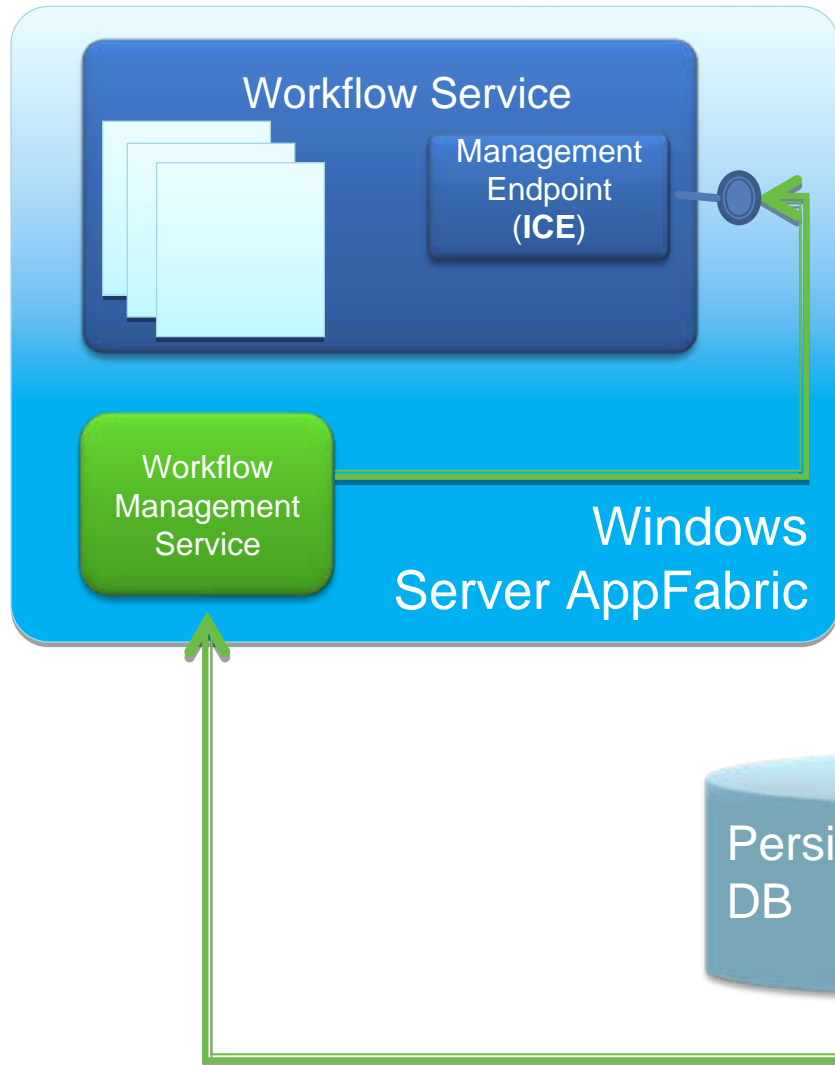 Workflow Service
Management
Endpoint
(ICE)
Workflow
Management
Service
Windows
Server AppFabric
DB